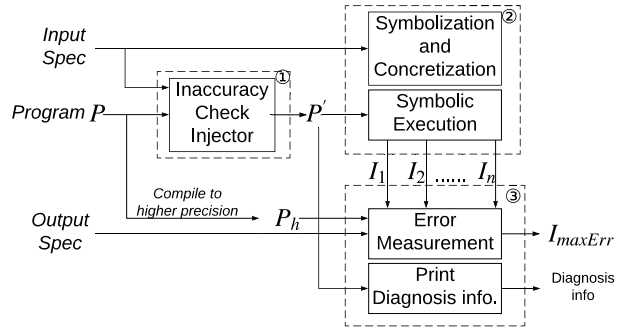 Input
Spec
Symbolization
and
Concretization
②
①
Inaccuracy
Check
Injector
Program P
P'
Symbolic
Execution
I1 I2 ...... In
Compile to
higher precision
③
Output
Spec
Ph
Error
Measurement
ImaxErr
Print
Diagnosis info.
Diagnosis
info